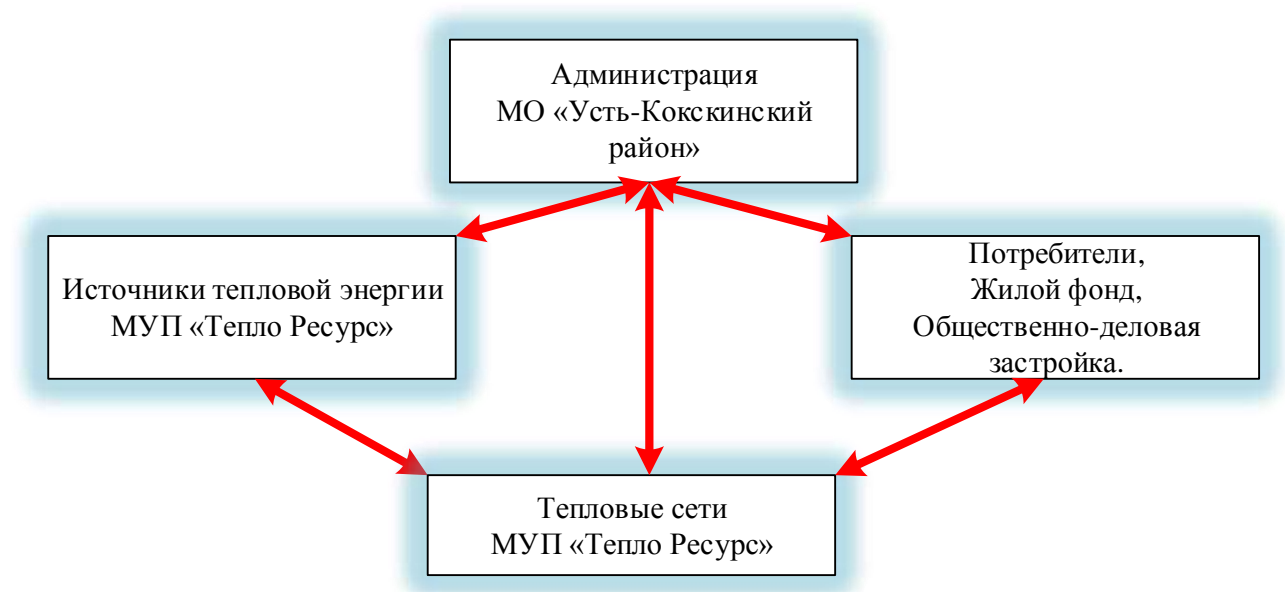 Администрация
МО «Усть-Кокскинский
район»
Источники тепловой энергии
МУП «Тепло Ресурс»
Потребители,
Жилой фонд,
Общественно-деловая
застройка.
Тепловые сети
МУП «Тепло Ресурс»